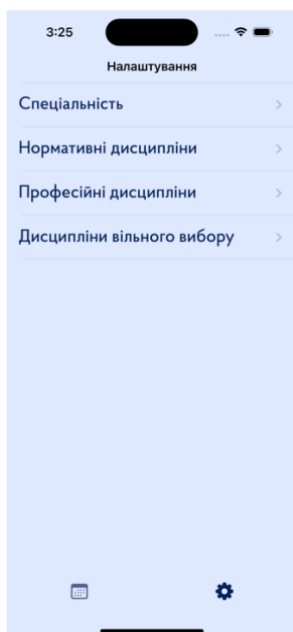 3:25
Налаштування
Спеціальність
Нормативні дисципліни
Професійні дисципліни
Дисципліни вільного вибору